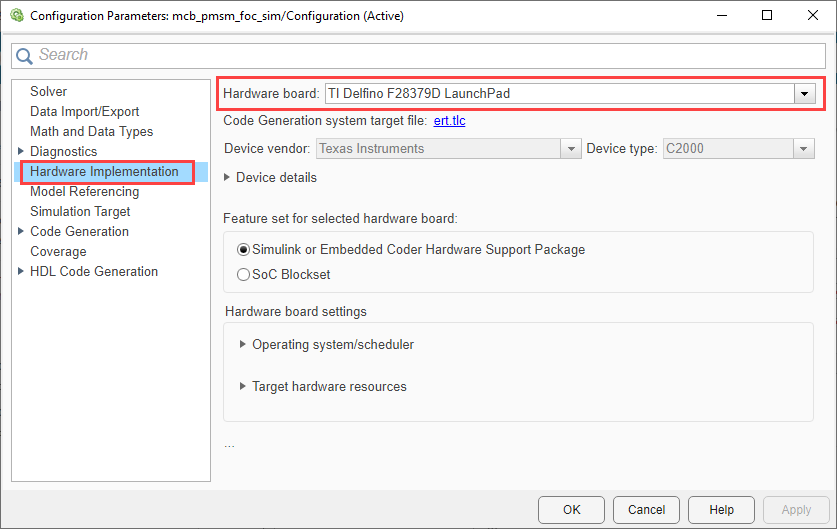 Configuration Parameters: mcb_pmsm_foc_sim/Configuration (Active)
Search
Solver
Data Import/Export
Math and Data Types
Diagnostics
Hardware Implementation
Model Referencing
Simulation Target
Code Generation
Coverage
HDL Code Generation
Hardware board: TI Delfino F28379D LaunchPad
Code Generation system target file: ert.tlc
Device vendor: Texas Instruments Device type: C2000
Device details
Feature set for selected hardware board:
Simulink or Embedded Coder Hardware Support Package
SoC Blockset
Hardware board settings
Operating system/scheduler
Target hardware resources
...
OK Cancel Help Apply